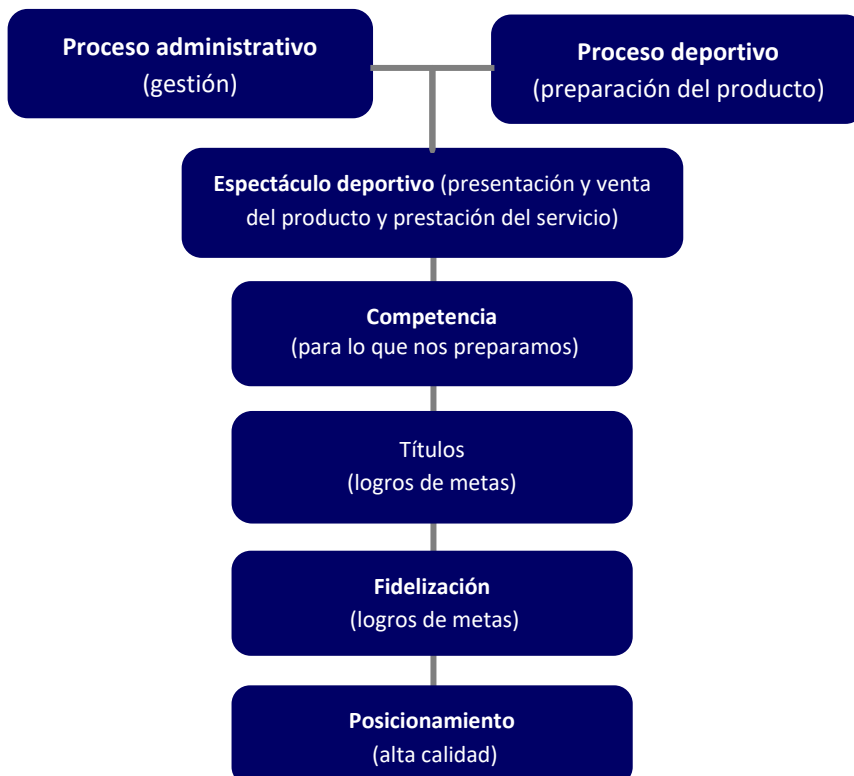 Proceso administrativo
(gestión)
Proceso deportivo
(preparación del producto)
Espectáculo deportivo (presentación y venta
del producto y prestación del servicio)
Competencia
(para lo que nos preparamos)
Títulos
(logros de metas)
Fidelización
(logros de metas)
Posicionamiento
(alta calidad)